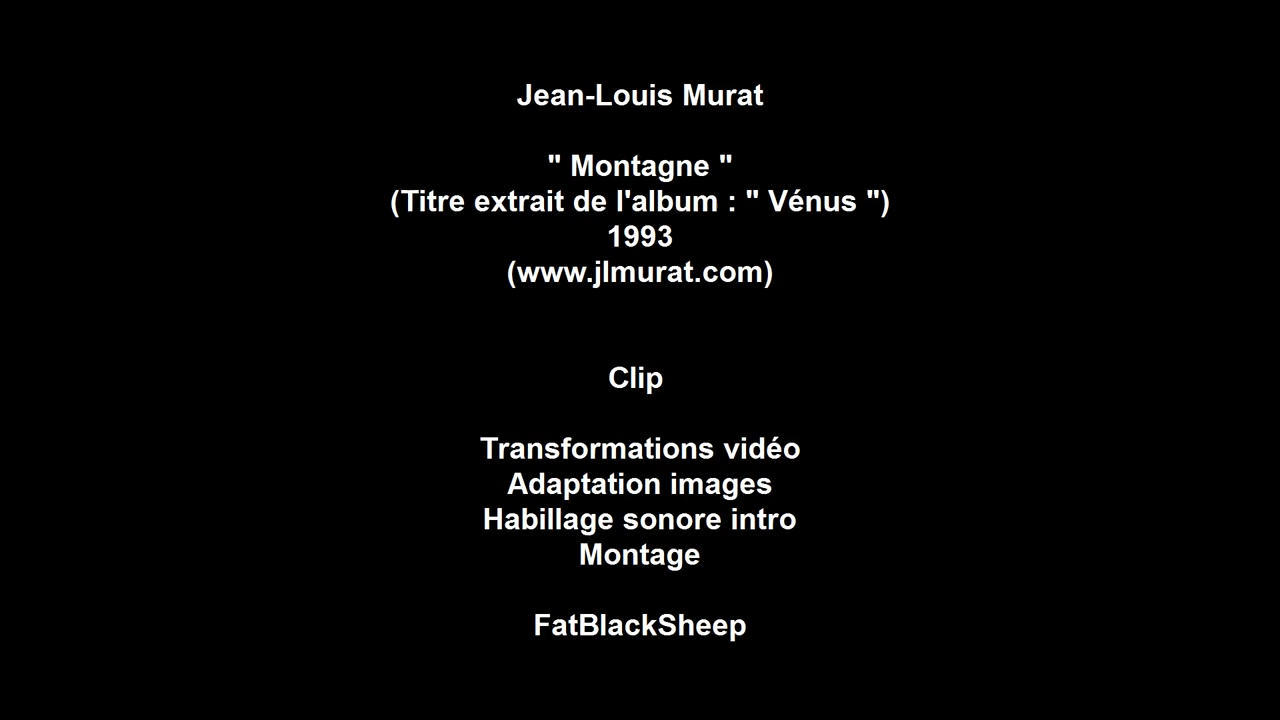 Jean-Louis Murat
" Montagne "
(Titre extrait de l'album : " Vénus ")
1993
(www.jlmurat.com)
Clip
Transformations vidéo
Adaptation images
Habillage sonore intro
Montage
FatBlackSheep